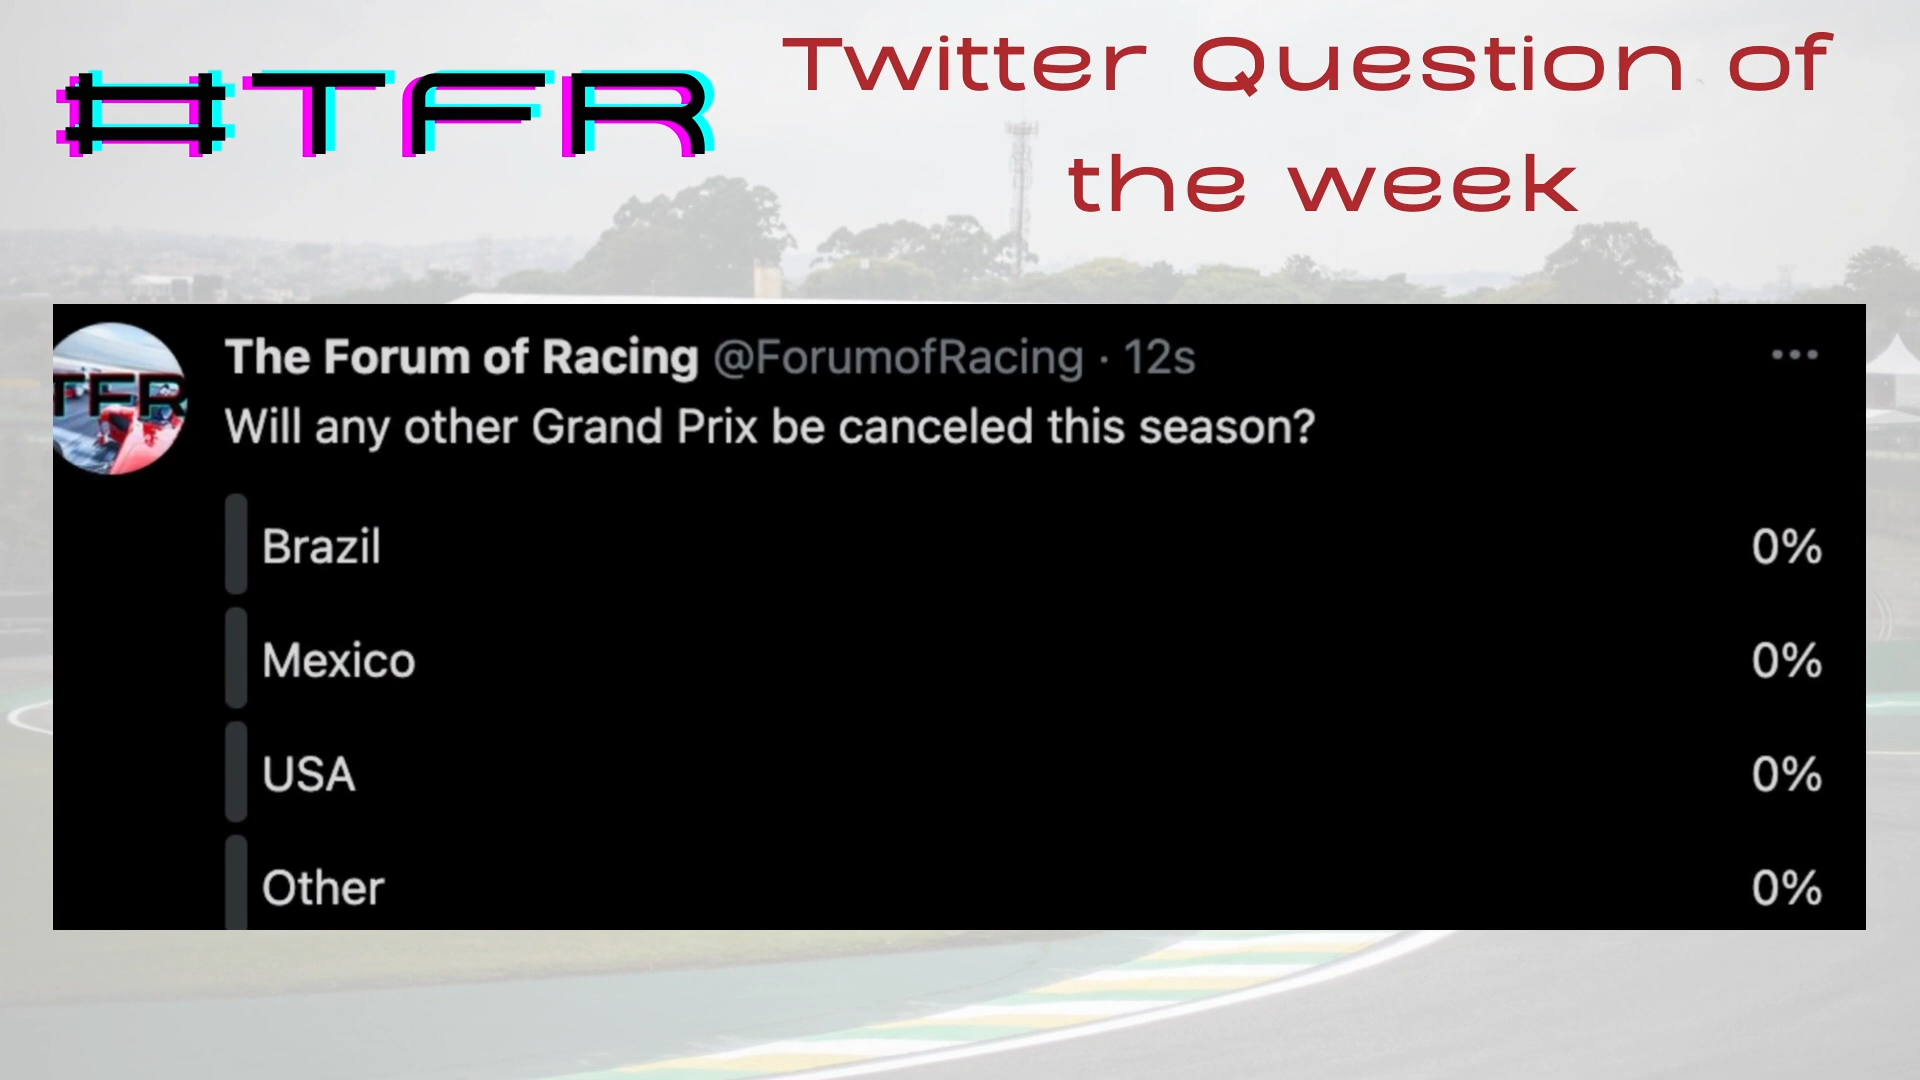 #TFR
Twitter Question of
the week
TFR
The Forum of Racing @ForumofRacing · 12s
Will any other Grand Prix be canceled this season?
Brazil 0%
Mexico 0%
USA 0%
Other 0%